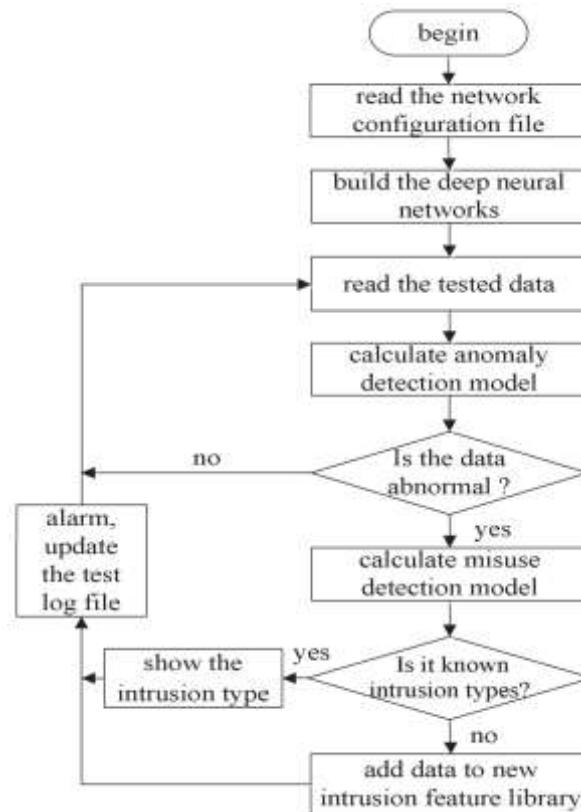 begin
read the network
configuration file
build the deep neural
networks
read the tested data
calculate anomaly
detection model
Is the data
abnormal ?
no
yes
alarm,
update
the test
log file
calculate misuse
detection model
show the
intrusion type
yes
Is it known
intrusion types?
no
add data to new
intrusion feature library